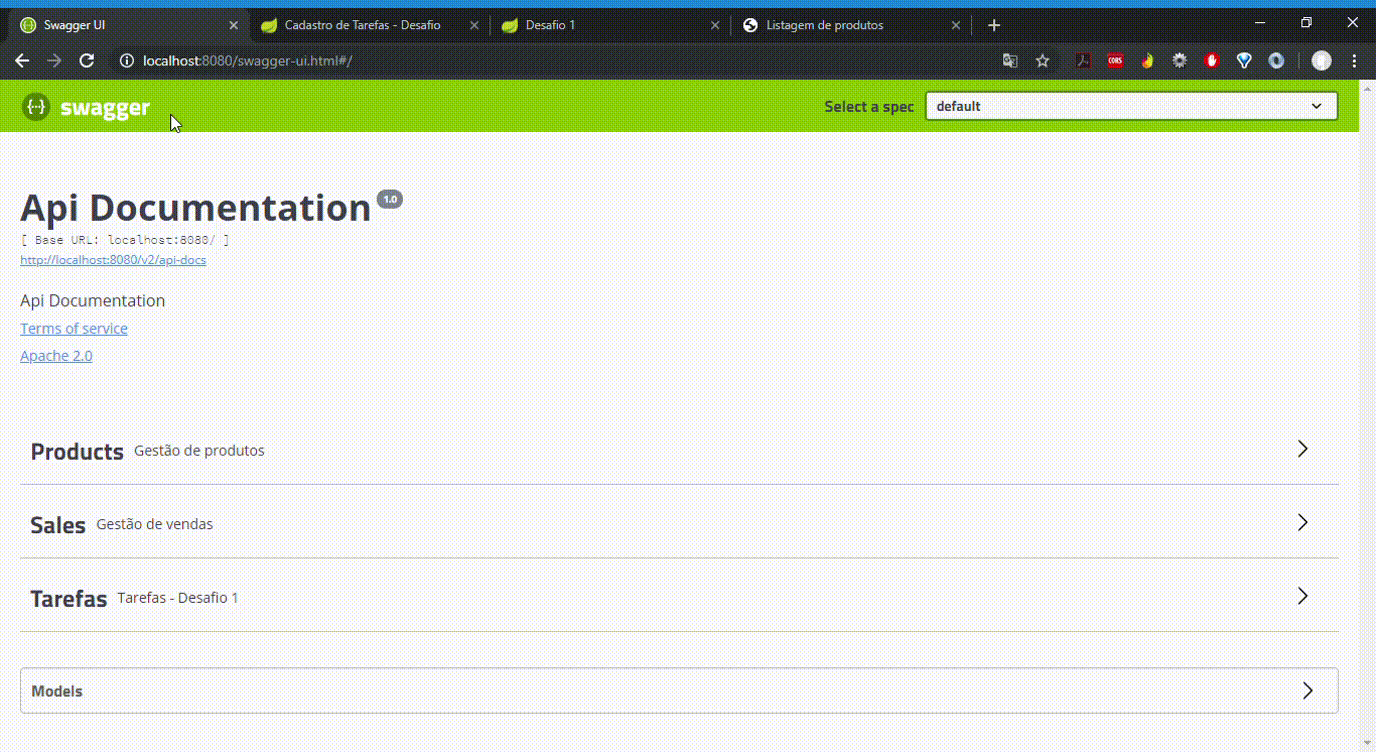 Swagger UI
Cadastro de Tarefas - Desafio
Desafio 1
Listagem de produtos
localhost:8080/swagger-ui.html#/
CORS
{...} swagger
Select a spec
default
Api Documentation 1.0
[ Base URL: localhost:8080/ ]
http://localhost:8080/v2/api-docs
Api Documentation
Terms of service
Apache 2.0
Products Gestão de produtos
Sales Gestão de vendas
Tarefas Tarefas - Desafio 1
Models